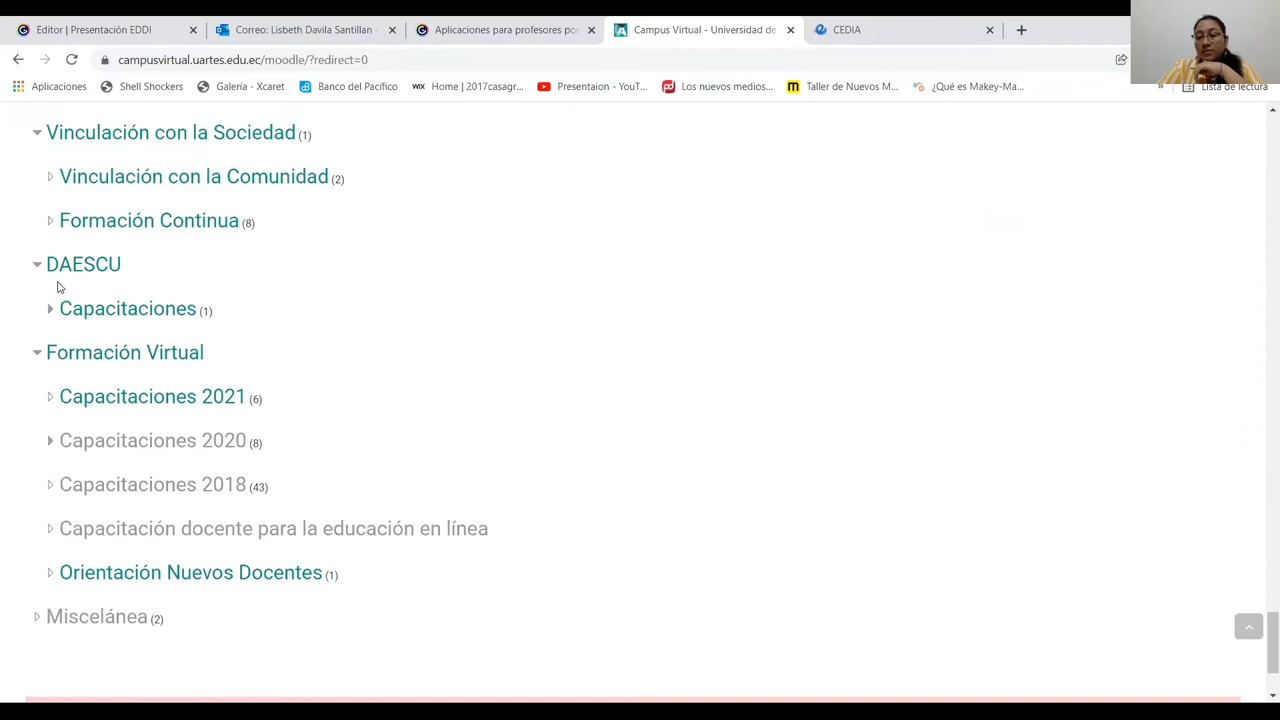 Editor | Presentación EDDI
Correo: Lisbeth Davila Santillan -
Aplicaciones para profesores por
Campus Virtual - Universidad de
CEDIA
campusvirtual.uartes.edu.ec/moodle/?redirect=0
Aplicaciones
Shell Shockers
Galería - Xcaret
Banco del Pacífico
WIX Home | 2017casagr...
Presentaion - YouT...
Los nuevos medios...
Taller de Nuevos M...
¿Qué es Makey-Ma...
»
Lista de lectura
Vinculación con la Sociedad (1)
Vinculación con la Comunidad (2)
Formación Continua (8)
DAESCU
Capacitaciones (1)
Formación Virtual
Capacitaciones 2021 (6)
Capacitaciones 2020 (8)
Capacitaciones 2018 (43)
Capacitación docente para la educación en línea
Orientación Nuevos Docentes (1)
Miscelánea (2)